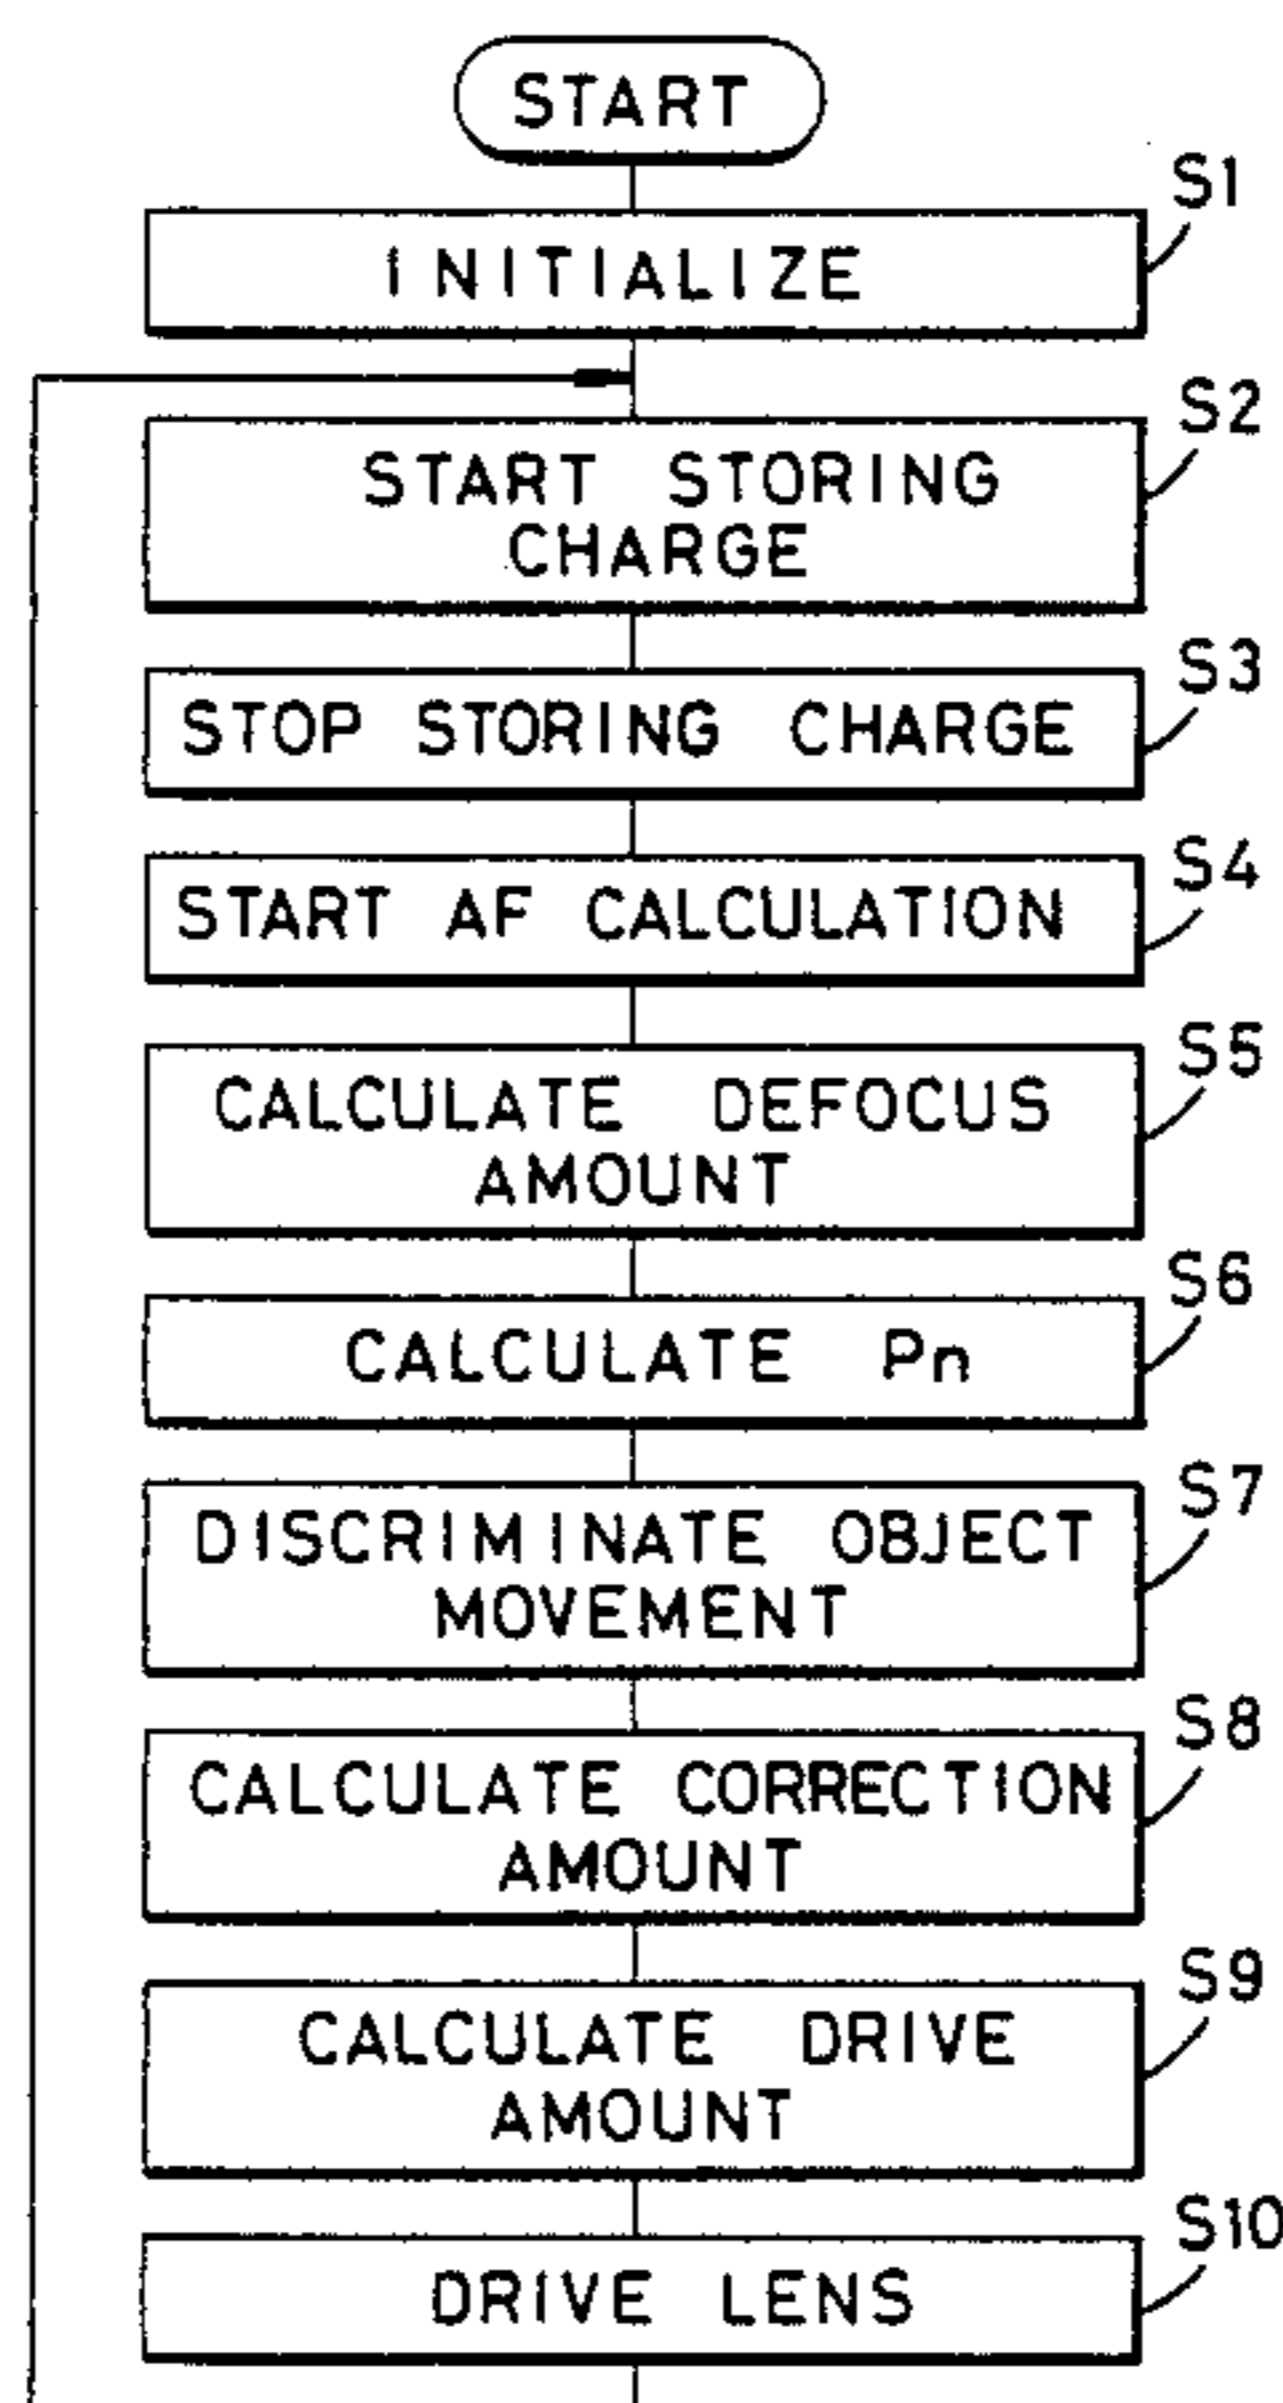 START
S1
INITIALIZE
S2
START STORING
CHARGE
S3
STOP STORING CHARGE
S4
START AF CALCULATION
S5
CALCULATE DEFOCUS
AMOUNT
S6
CALCULATE Pn
S7
DISCRIMINATE OBJECT
MOVEMENT
S8
CALCULATE CORRECTION
AMOUNT
S9
CALCULATE DRIVE
AMOUNT
S10
DRIVE LENS